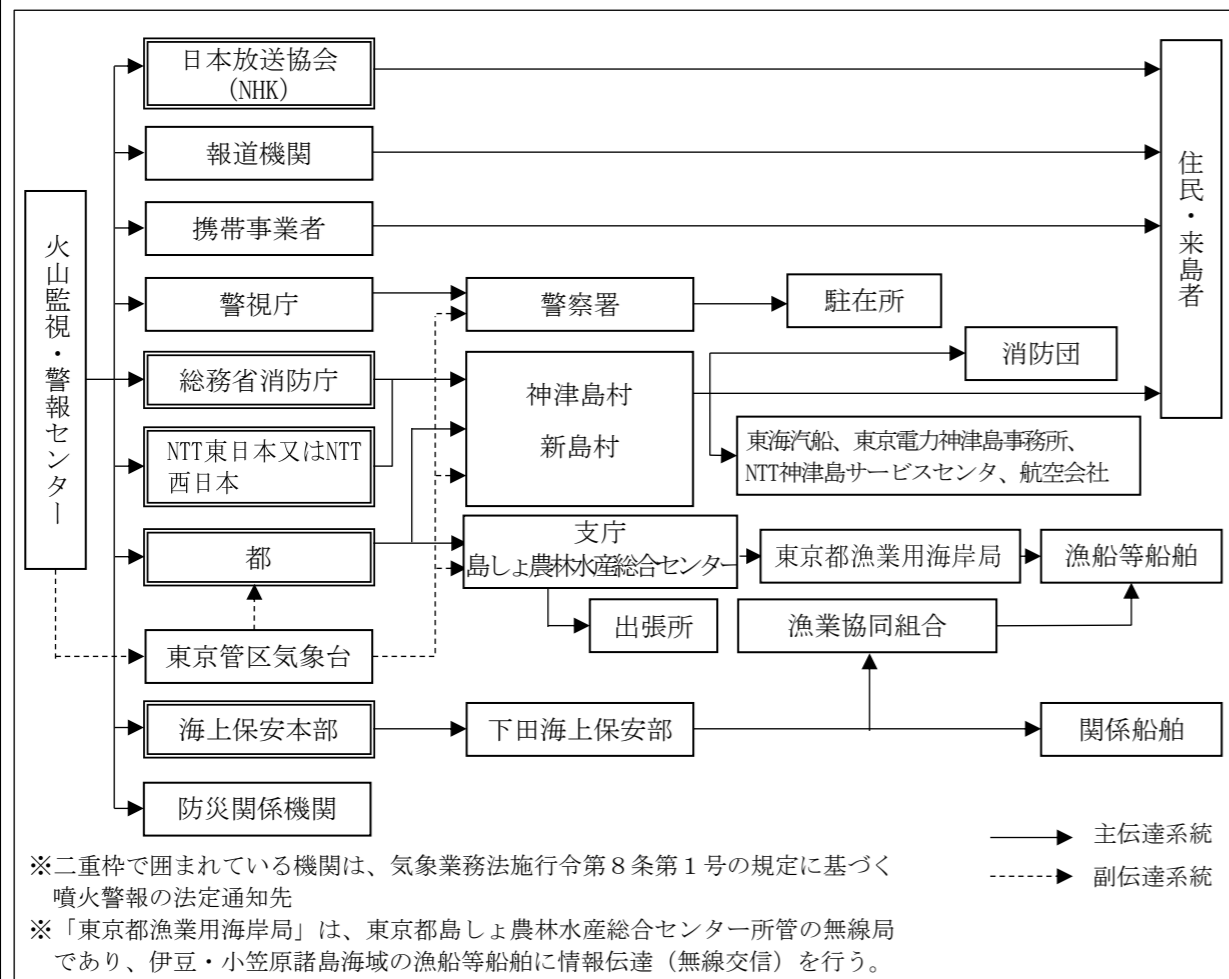 日本放送協会
(NHK)
報道機関
携帯事業者
警視庁
警察署
駐在所
消防団
総務省消防庁
神津島村
新島村
NTT東日本又はNTT
西日本
東海汽船、東京電力神津島事務所、
NTT神津島サービスセンタ、航空会社
都
支庁
島しょ農林水産総合センター
東京都漁業用海岸局
漁船等船舶
出張所
漁業協同組合
東京管区気象台
海上保安本部
下田海上保安部
関係船舶
防災関係機関
火山監視・警報センター
住民・来島者
主伝達系統
副伝達系統
※二重枠で囲まれている機関は、気象業務法施行令第8条第1号の規定に基づく
噴火警報の法定通知先
※「東京都漁業用海岸局」は、東京都島しょ農林水産総合センター所管の無線局
であり、伊豆・小笠原諸島海域の漁船等船舶に情報伝達（無線交信）を行う。